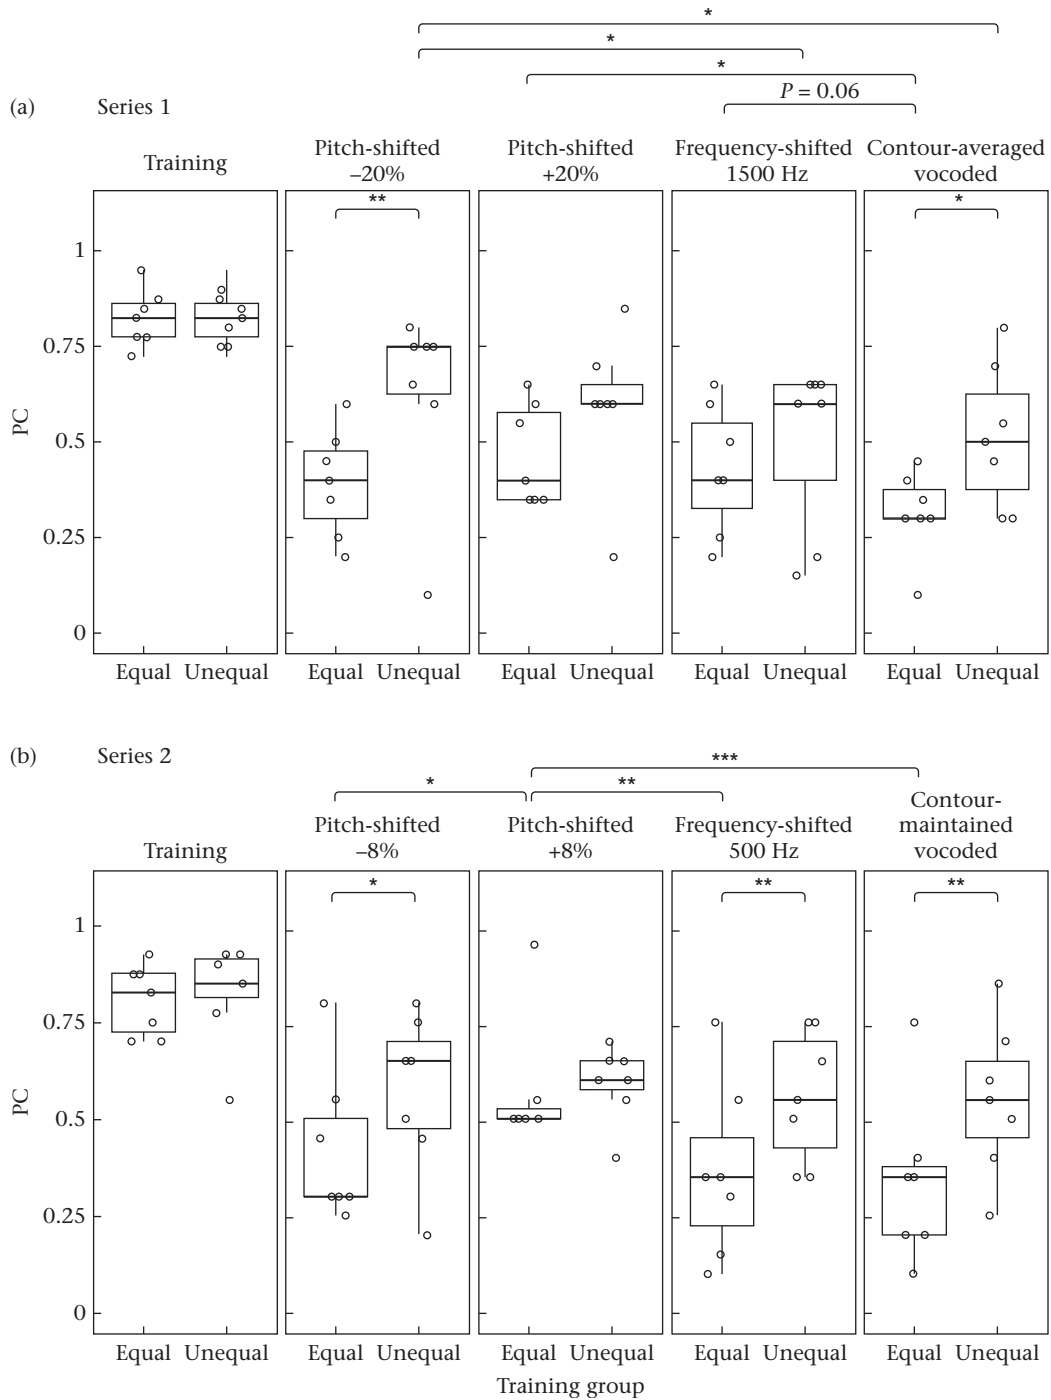 *
*
*
P = 0.06
(a) Series 1
Training
Pitch-shifted
–20%
Pitch-shifted
+20%
Frequency-shifted
1500 Hz
Contour-averaged
vocoded
**
*
PC
1
0.75
0.5
0.25
0
Equal Unequal
Equal Unequal
Equal Unequal
Equal Unequal
Equal Unequal
(b) Series 2
***
*
**
Training
Pitch-shifted
–8%
Pitch-shifted
+8%
Frequency-shifted
500 Hz
Contour-
maintained
vocoded
*
**
**
PC
1
0.75
0.5
0.25
0
Equal Unequal
Equal Unequal
Equal Unequal
Equal Unequal
Equal Unequal
Training group